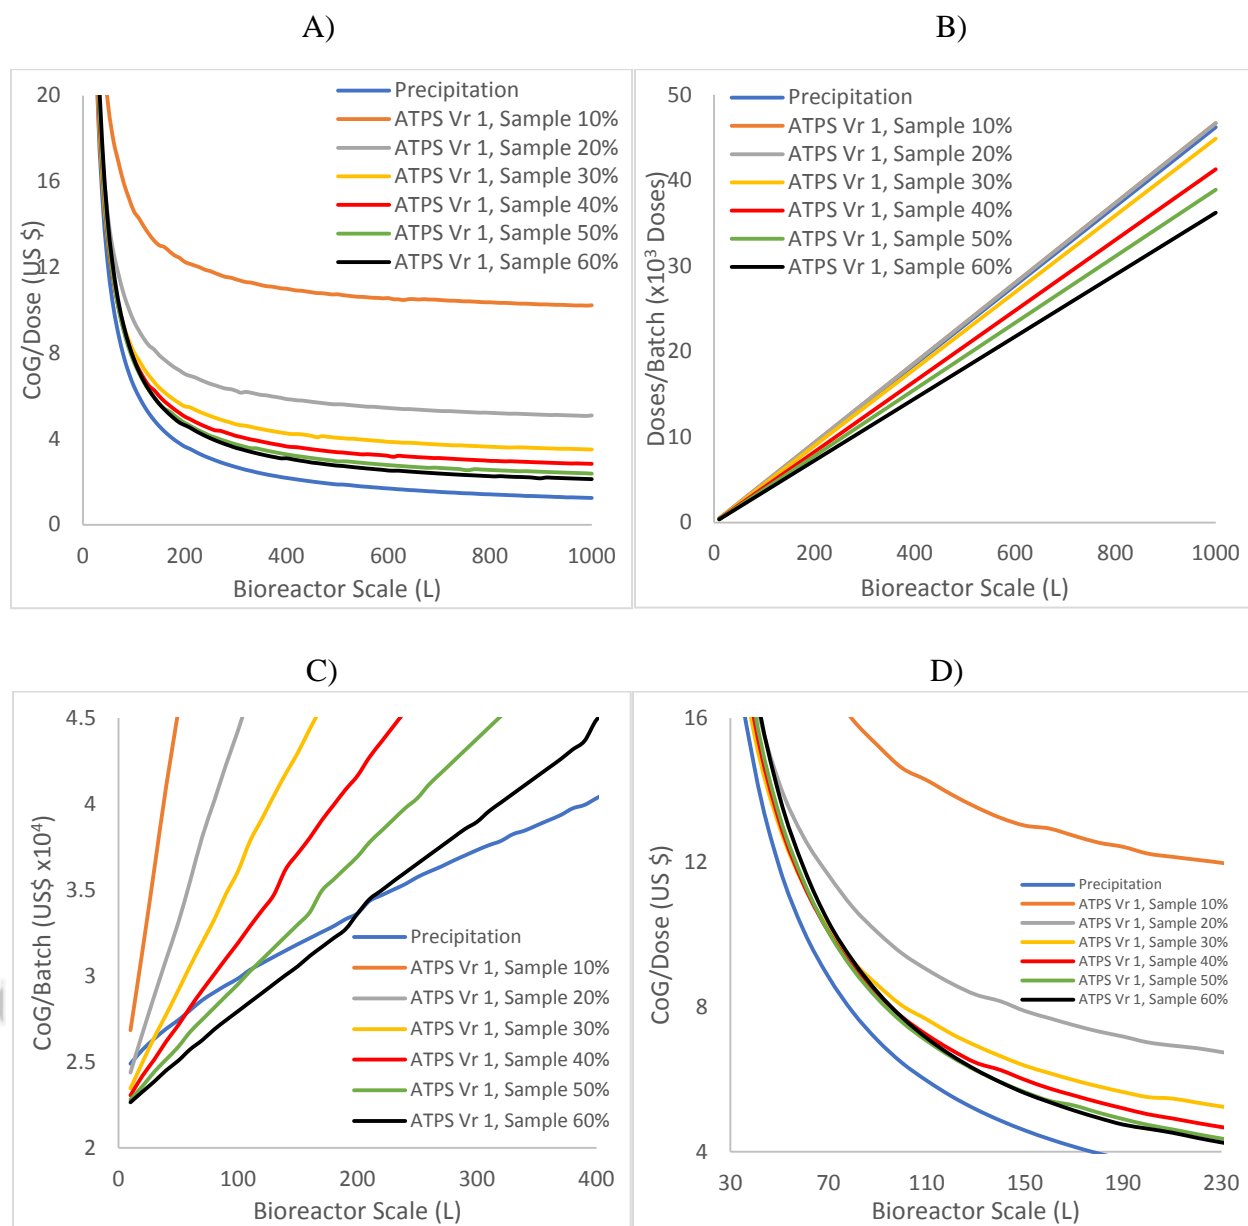 A)
B)
20
16
12
8
4
0
CoG/Dose (US $)
Precipitation
ATPS Vr 1, Sample 10%
ATPS Vr 1, Sample 20%
ATPS Vr 1, Sample 30%
ATPS Vr 1, Sample 40%
ATPS Vr 1, Sample 50%
ATPS Vr 1, Sample 60%
0 200 400 600 800 1000
Bioreactor Scale (L)
50
40
30
20
10
0
Doses/Batch (x10³ Doses)
Precipitation
ATPS Vr 1, Sample 10%
ATPS Vr 1, Sample 20%
ATPS Vr 1, Sample 30%
ATPS Vr 1, Sample 40%
ATPS Vr 1, Sample 50%
ATPS Vr 1, Sample 60%
0 200 400 600 800 1000
Bioreactor Scale (L)
C)
D)
4.5
4
3.5
3
2.5
2
CoG/Batch (US$ x10⁴)
Precipitation
ATPS Vr 1, Sample 10%
ATPS Vr 1, Sample 20%
ATPS Vr 1, Sample 30%
ATPS Vr 1, Sample 40%
ATPS Vr 1, Sample 50%
ATPS Vr 1, Sample 60%
0 100 200 300 400
Bioreactor Scale (L)
16
12
8
4
CoG/Dose (US $)
Precipitation
ATPS Vr 1, Sample 10%
ATPS Vr 1, Sample 20%
ATPS Vr 1, Sample 30%
ATPS Vr 1, Sample 40%
ATPS Vr 1, Sample 50%
ATPS Vr 1, Sample 60%
30 70 110 150 190 230
Bioreactor Scale (L)